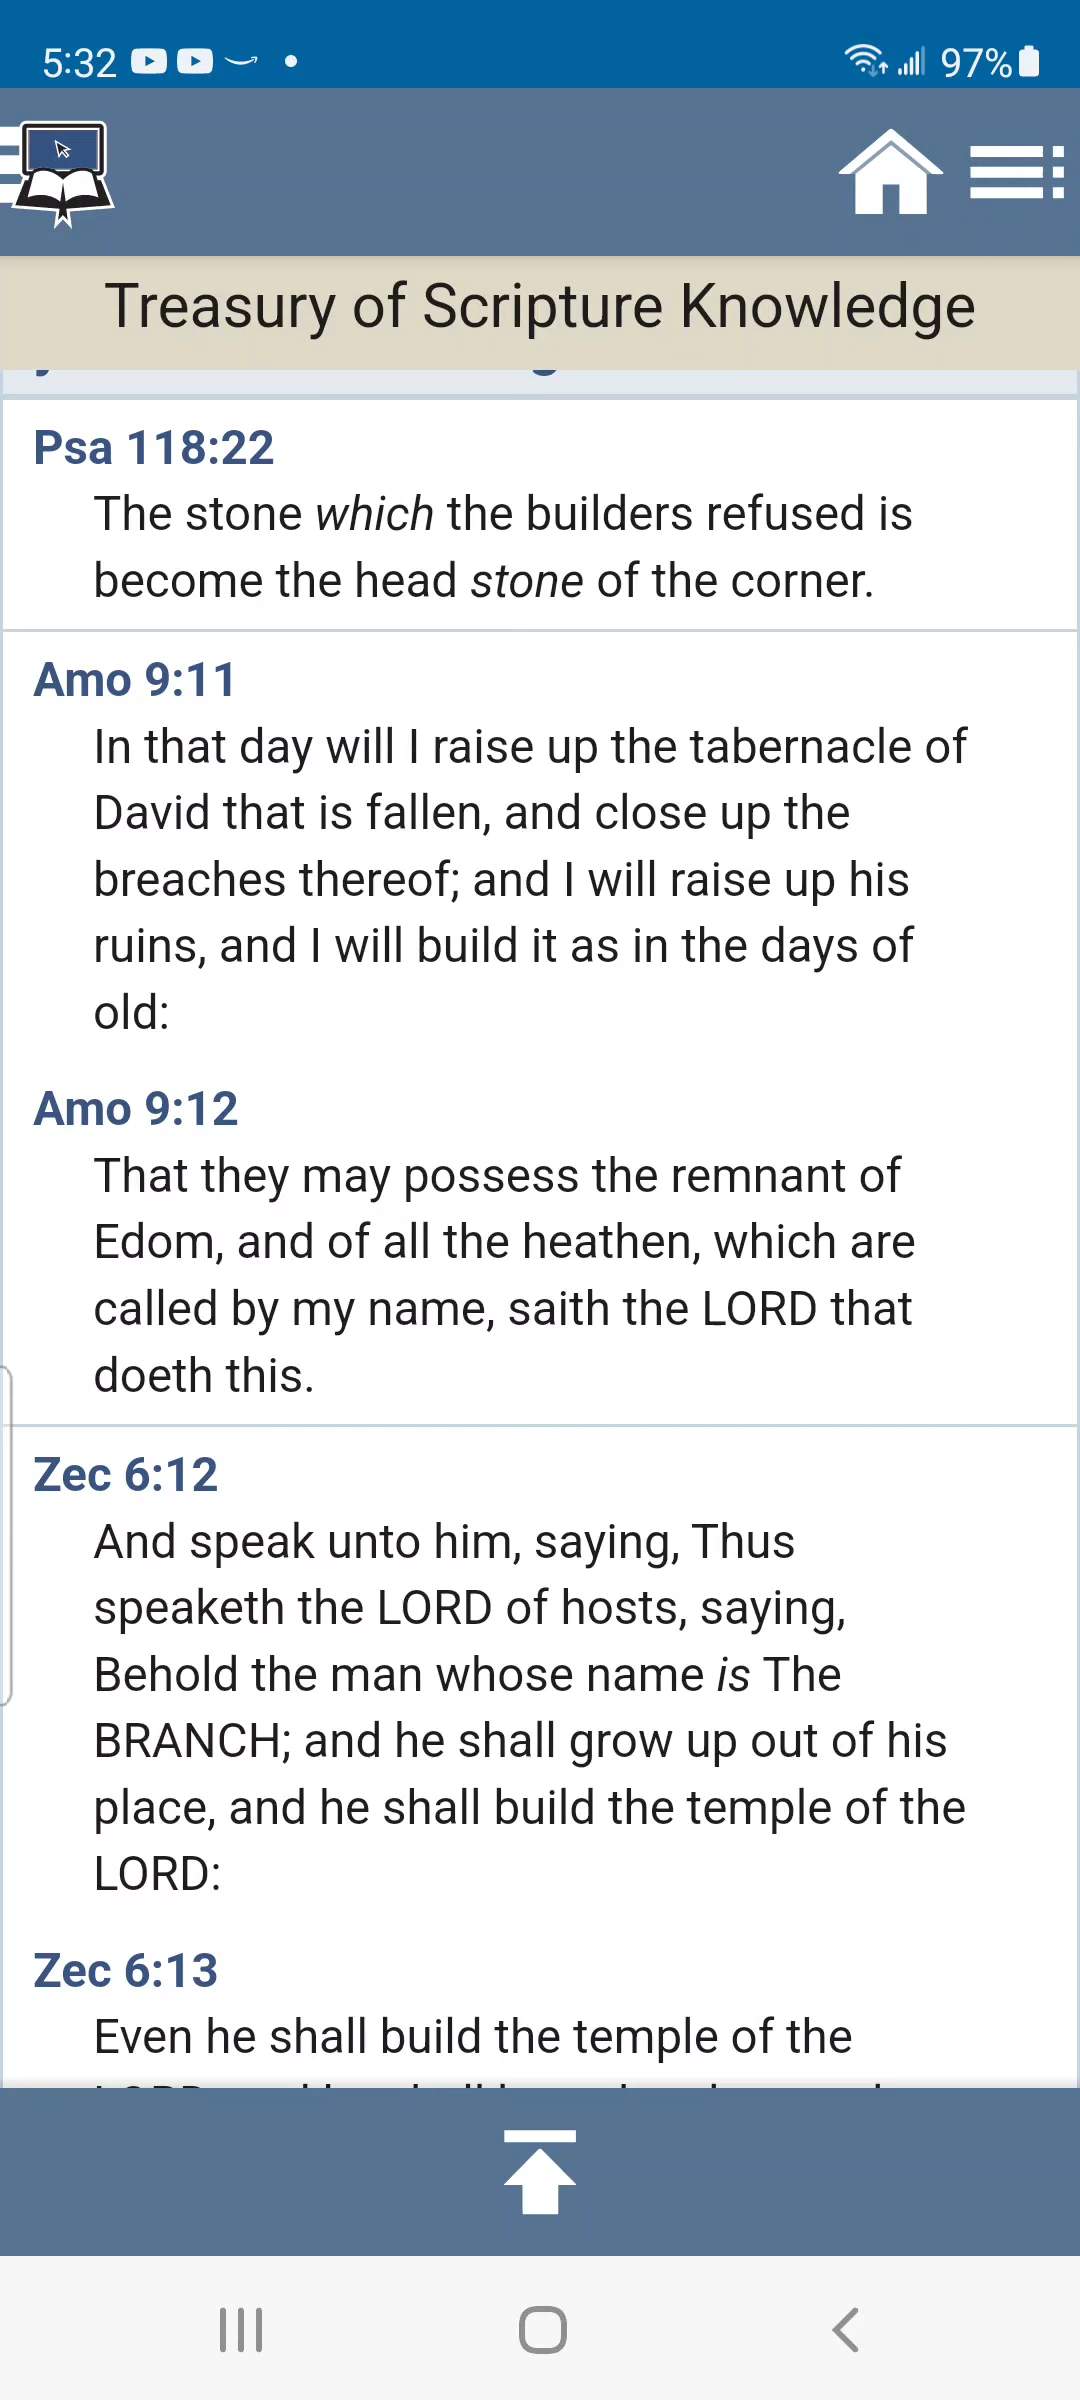 5:32
97%
Treasury of Scripture Knowledge
Psa 118:22
The stone which the builders refused is
become the head stone of the corner.
Amo 9:11
In that day will I raise up the tabernacle of
David that is fallen, and close up the
breaches thereof; and I will raise up his
ruins, and I will build it as in the days of
old:
Amo 9:12
That they may possess the remnant of
Edom, and of all the heathen, which are
called by my name, saith the LORD that
doeth this.
Zec 6:12
And speak unto him, saying, Thus
speaketh the LORD of hosts, saying,
Behold the man whose name is The
BRANCH; and he shall grow up out of his
place, and he shall build the temple of the
LORD:
Zec 6:13
Even he shall build the temple of the